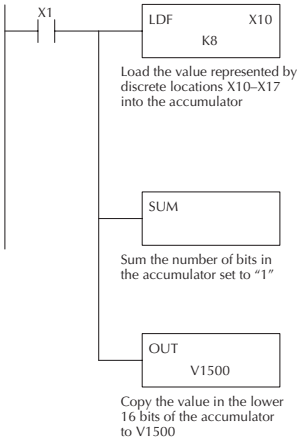 X1
LDF X10
K8
Load the value represented by
discrete locations X10–X17
into the accumulator
SUM
Sum the number of bits in
the accumulator set to “1”
OUT
V1500
Copy the value in the lower
16 bits of the accumulator
to V1500